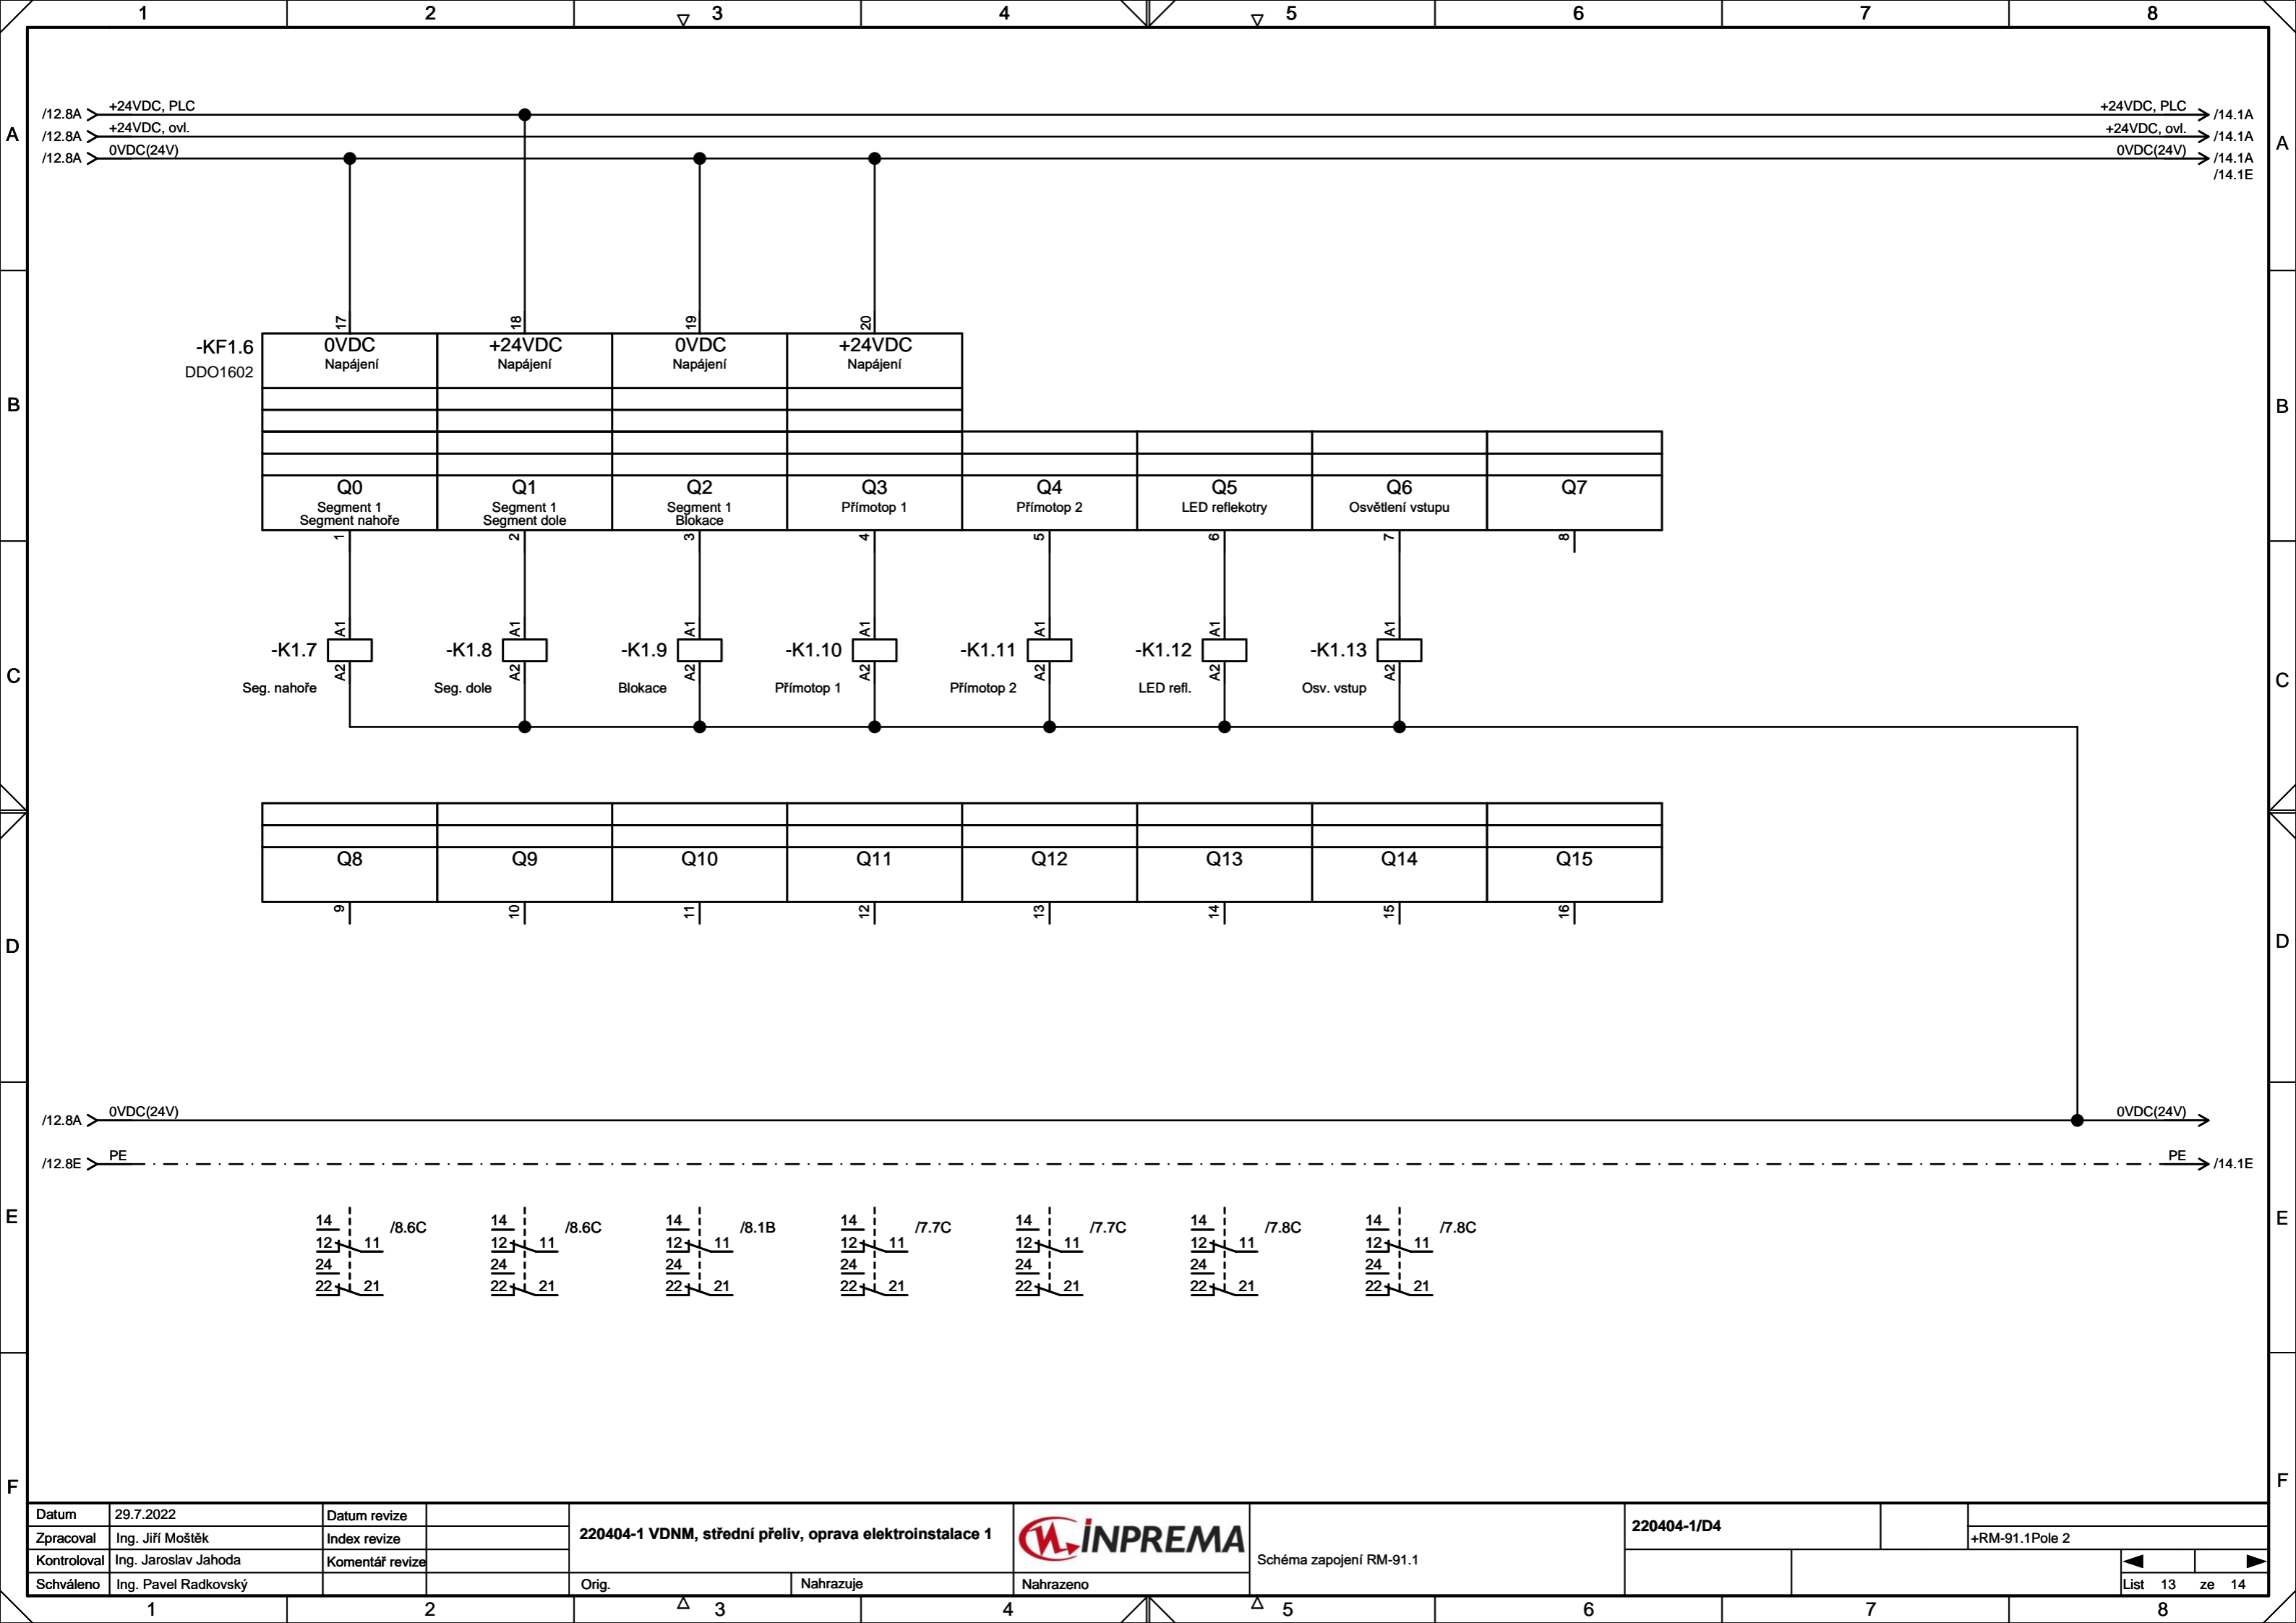 1 2 3 4 5 6 7 8
A A
B B
C C
D D
E E
F F
/12.8A +24VDC, PLC +24VDC, PLC /14.1A
/12.8A +24VDC, ovl. +24VDC, ovl. /14.1A
/12.8A 0VDC(24V) 0VDC(24V) /14.1A
/14.1E
17 18 19 20
-KF1.6 0VDC +24VDC 0VDC +24VDC
DDO1602 Napájení Napájení Napájení Napájení
Q0 Q1 Q2 Q3 Q4 Q5 Q6 Q7
Segment 1 Segment 1 Segment 1 Přímotop 1 Přímotop 2 LED reflekotry Osvětlení vstupu
Segment nahoře Segment dole Blokace
1 2 3 4 5 6 7 8
A1 A1 A1 A1 A1 A1 A1
-K1.7 -K1.8 -K1.9 -K1.10 -K1.11 -K1.12 -K1.13
A2 A2 A2 A2 A2 A2 A2
Seg. nahoře Seg. dole Blokace Přímotop 1 Přímotop 2 LED refl. Osv. vstup
Q8 Q9 Q10 Q11 Q12 Q13 Q14 Q15
9 10 11 12 13 14 15 16
/12.8A 0VDC(24V) 0VDC(24V)
/12.8E PE PE /14.1E
14 /8.6C 14 /8.6C 14 /8.1B 14 /7.7C 14 /7.7C 14 /7.8C 14 /7.8C
12 11 12 11 12 11 12 11 12 11 12 11 12 11
24 24 24 24 24 24 24
22 21 22 21 22 21 22 21 22 21 22 21 22 21
Datum 29.7.2022 Datum revize
Zpracoval Ing. Jiří Moštěk Index revize
Kontroloval Ing. Jaroslav Jahoda Komentář revize
Schváleno Ing. Pavel Radkovský
220404-1 VDNM, střední přeliv, oprava elektroinstalace 1
Orig. Nahrazuje Nahrazeno
INPREMA
Schéma zapojení RM-91.1
220404-1/D4
+RM-91.1Pole 2
List 13 ze 14
1 2 3 4 5 6 7 8